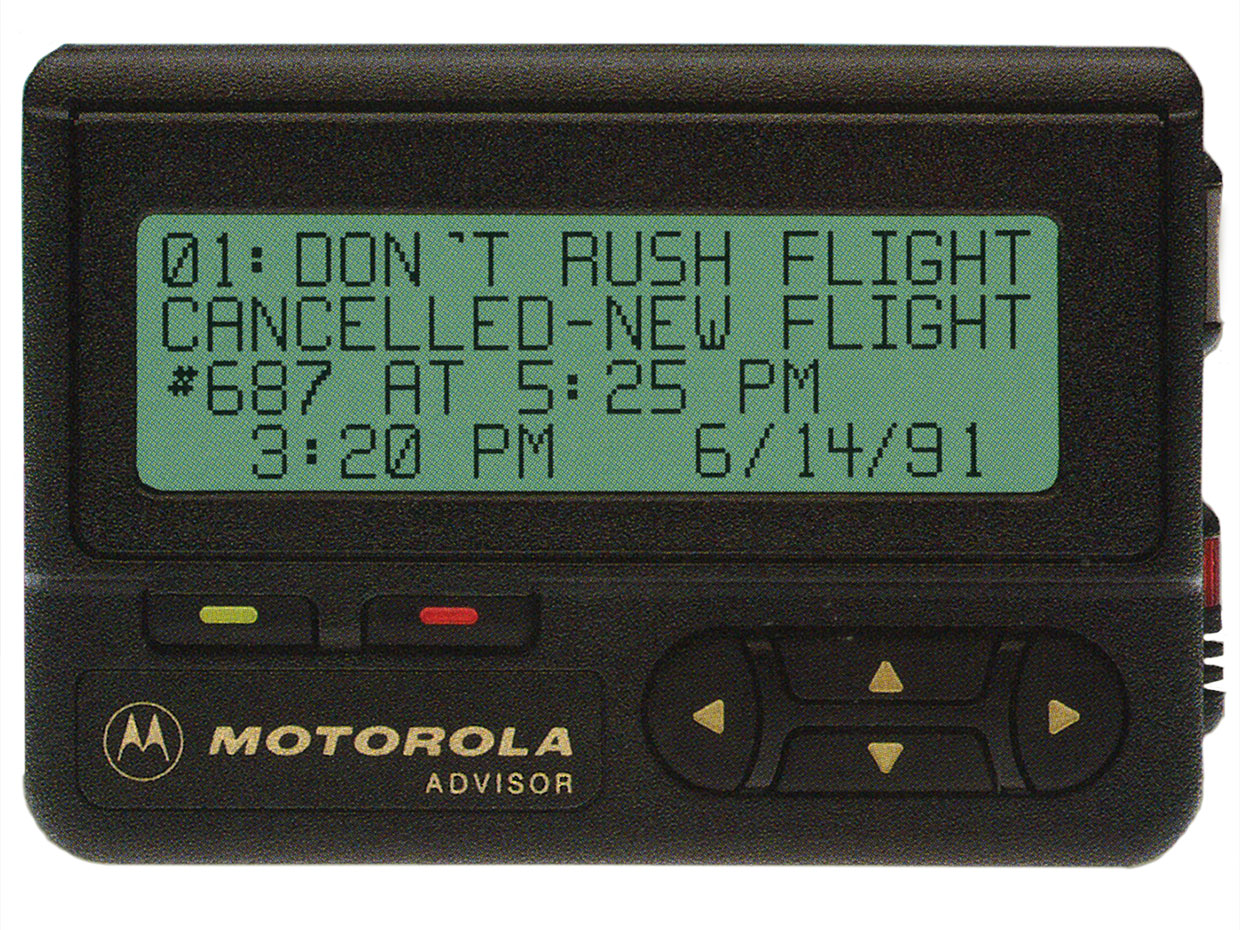 01: DON'T RUSH FLIGHT
CANCELLED-NEW FLIGHT
#687 AT 5:25 PM
3:20 PM 6/14/91
MOTOROLA
ADVISOR